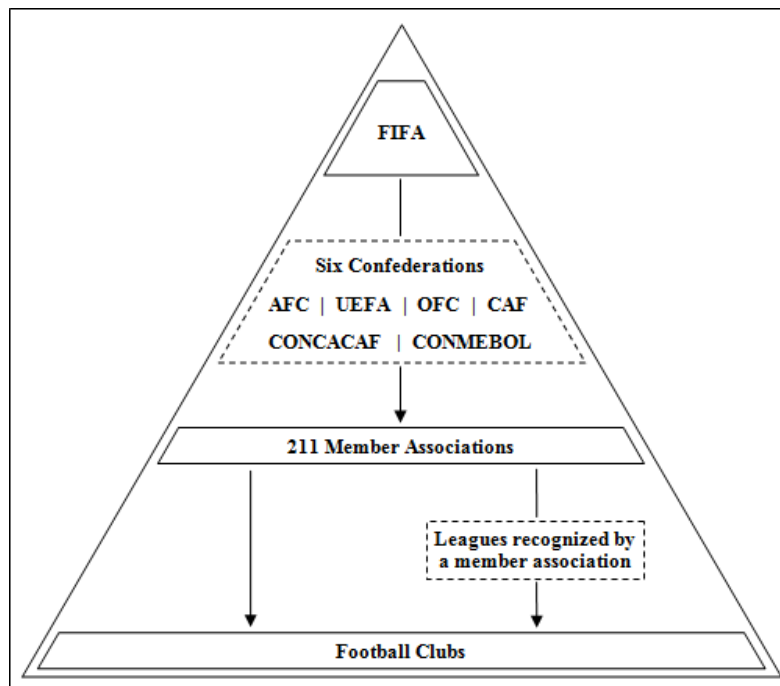 FIFA
Six Confederations
AFC | UEFA | OFC | CAF
CONCACAF | CONMEBOL
211 Member Associations
Leagues recognized by
a member association
Football Clubs